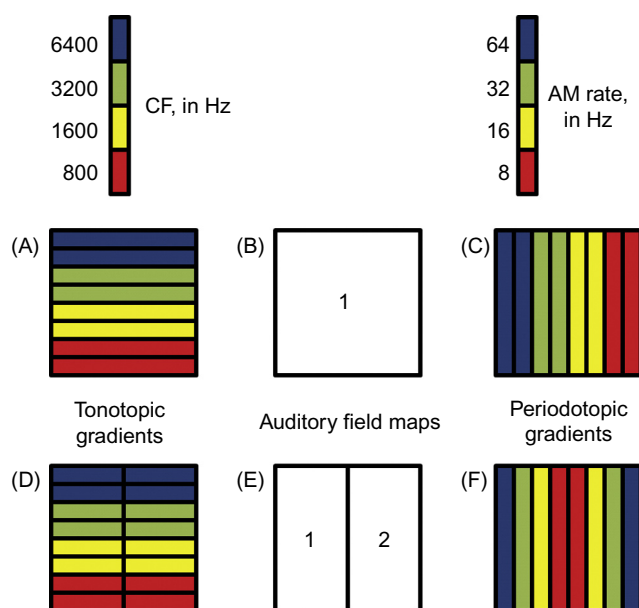 6400
3200
1600
800
CF, in Hz
64
32
16
8
AM rate,
in Hz
(A)
(B)
1
(C)
Tonotopic
gradients
Auditory field maps
Periodotopic
gradients
(D)
(E)
1
2
(F)